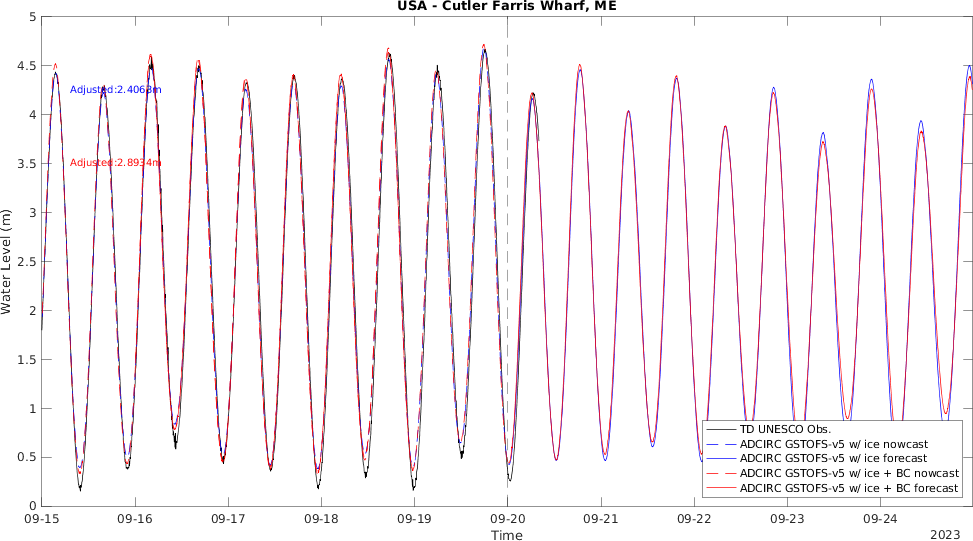 USA - Cutler Farris Wharf, ME
5
4.5
4
3.5
3
2.5
2
1.5
1
0.5
0
Water Level (m)
Adjusted:2.4063m
Adjusted:2.8934m
TD UNESCO Obs.
ADCIRC GSTOFS-v5 w/ ice nowcast
ADCIRC GSTOFS-v5 w/ ice forecast
ADCIRC GSTOFS-v5 w/ ice + BC nowcast
ADCIRC GSTOFS-v5 w/ ice + BC forecast
09-15 09-16 09-17 09-18 09-19 09-20 09-21 09-22 09-23 09-24
Time
2023